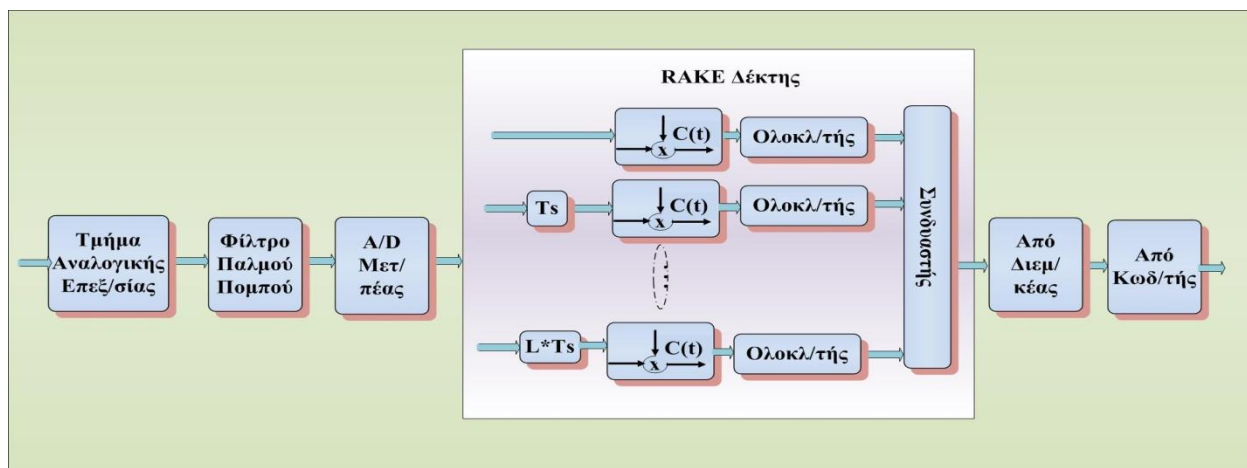 RAKE Δέκτης
C(t)
x
Ολοκλ/τής
Ts
C(t)
x
Ολοκλ/τής
L*Ts
C(t)
x
Ολοκλ/τής
Συνδυαστής
Τμήμα
Αναλογικής
Επεξ/σίας
Φίλτρο
Παλμού
Πομπού
A/D
Μετ/
πέας
Από
Διεμ/
κέας
Από
Κωδ/τής